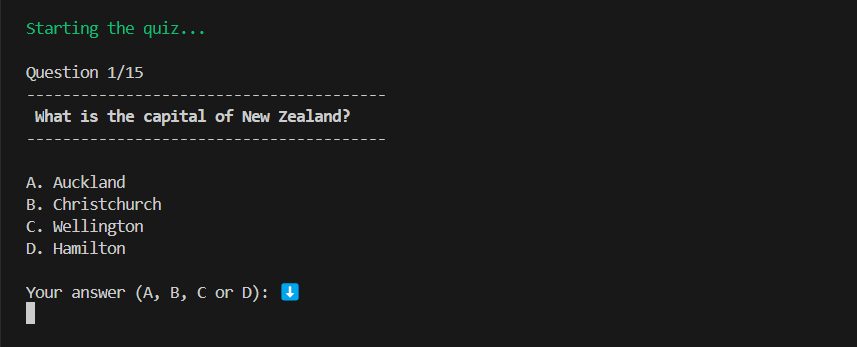 Starting the quiz...
Question 1/15
----------------------------------------
What is the capital of New Zealand?
----------------------------------------
A. Auckland
B. Christchurch
C. Wellington
D. Hamilton
Your answer (A, B, C or D): ⬇️